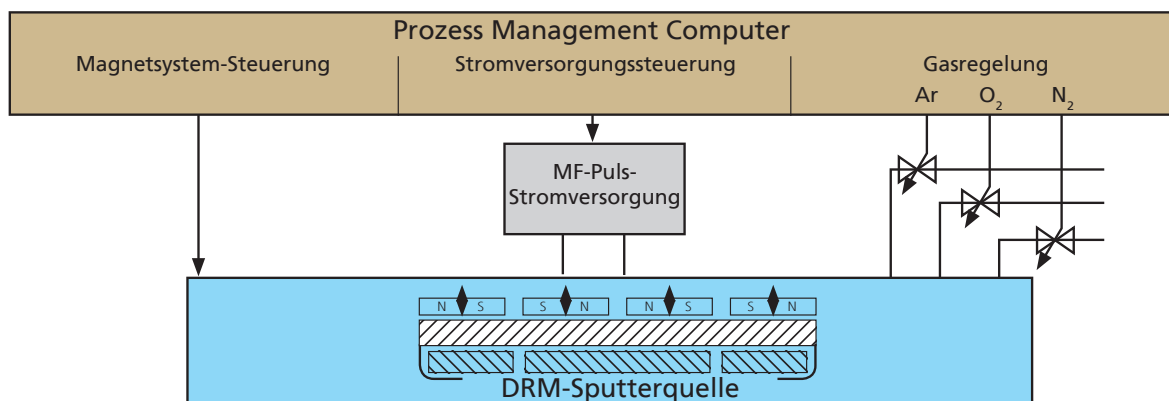 Prozess Management Computer
Magnetsystem-Steuerung
Stromversorgungssteuerung
Gasregelung
Ar O₂ N₂
MF-Puls-
Stromversorgung
N S S N N S S N
DRM-Sputterquelle